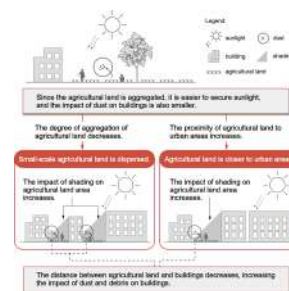 Legend:
sunlight
dust
building
shade
agricultural land
Since the agricultural land is aggregated, it is easier to secure sunlight,
and the impact of dust on buildings is also smaller.
The degree of aggregation of
agricultural land decreases.
The proximity of agricultural land to
urban areas increases.
Small-scale agricultural land is dispersed.
Agricultural land is closer to urban areas.
The impact of shading on
agricultural land area
increases.
The impact of shading on
agricultural land area
increases.
The distance between agricultural land and buildings decreases, increasing
the impact of dust and debris on buildings.